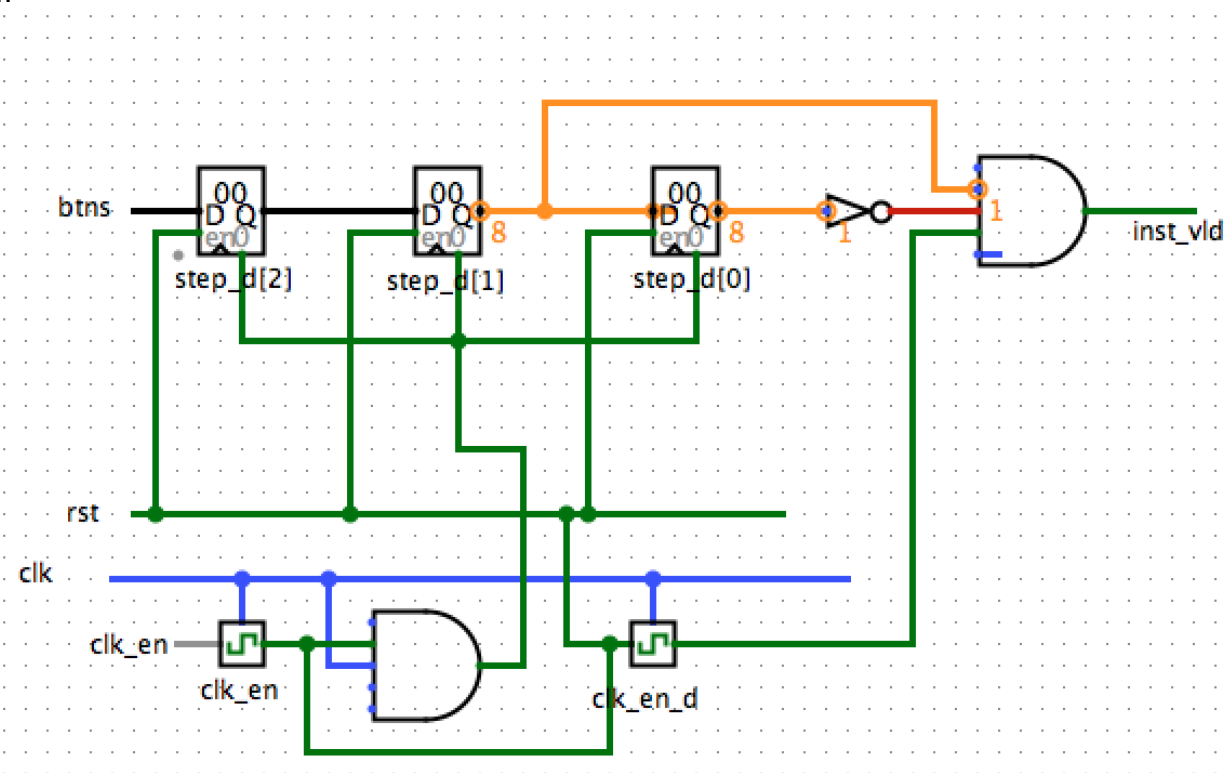 00 00 00
btns D Q D Q D Q 1
en0 8 en0 8 en0 1 inst_vld
step_d[2] step_d[1] step_d[0]
rst
clk
clk_en
clk_en clk_en_d